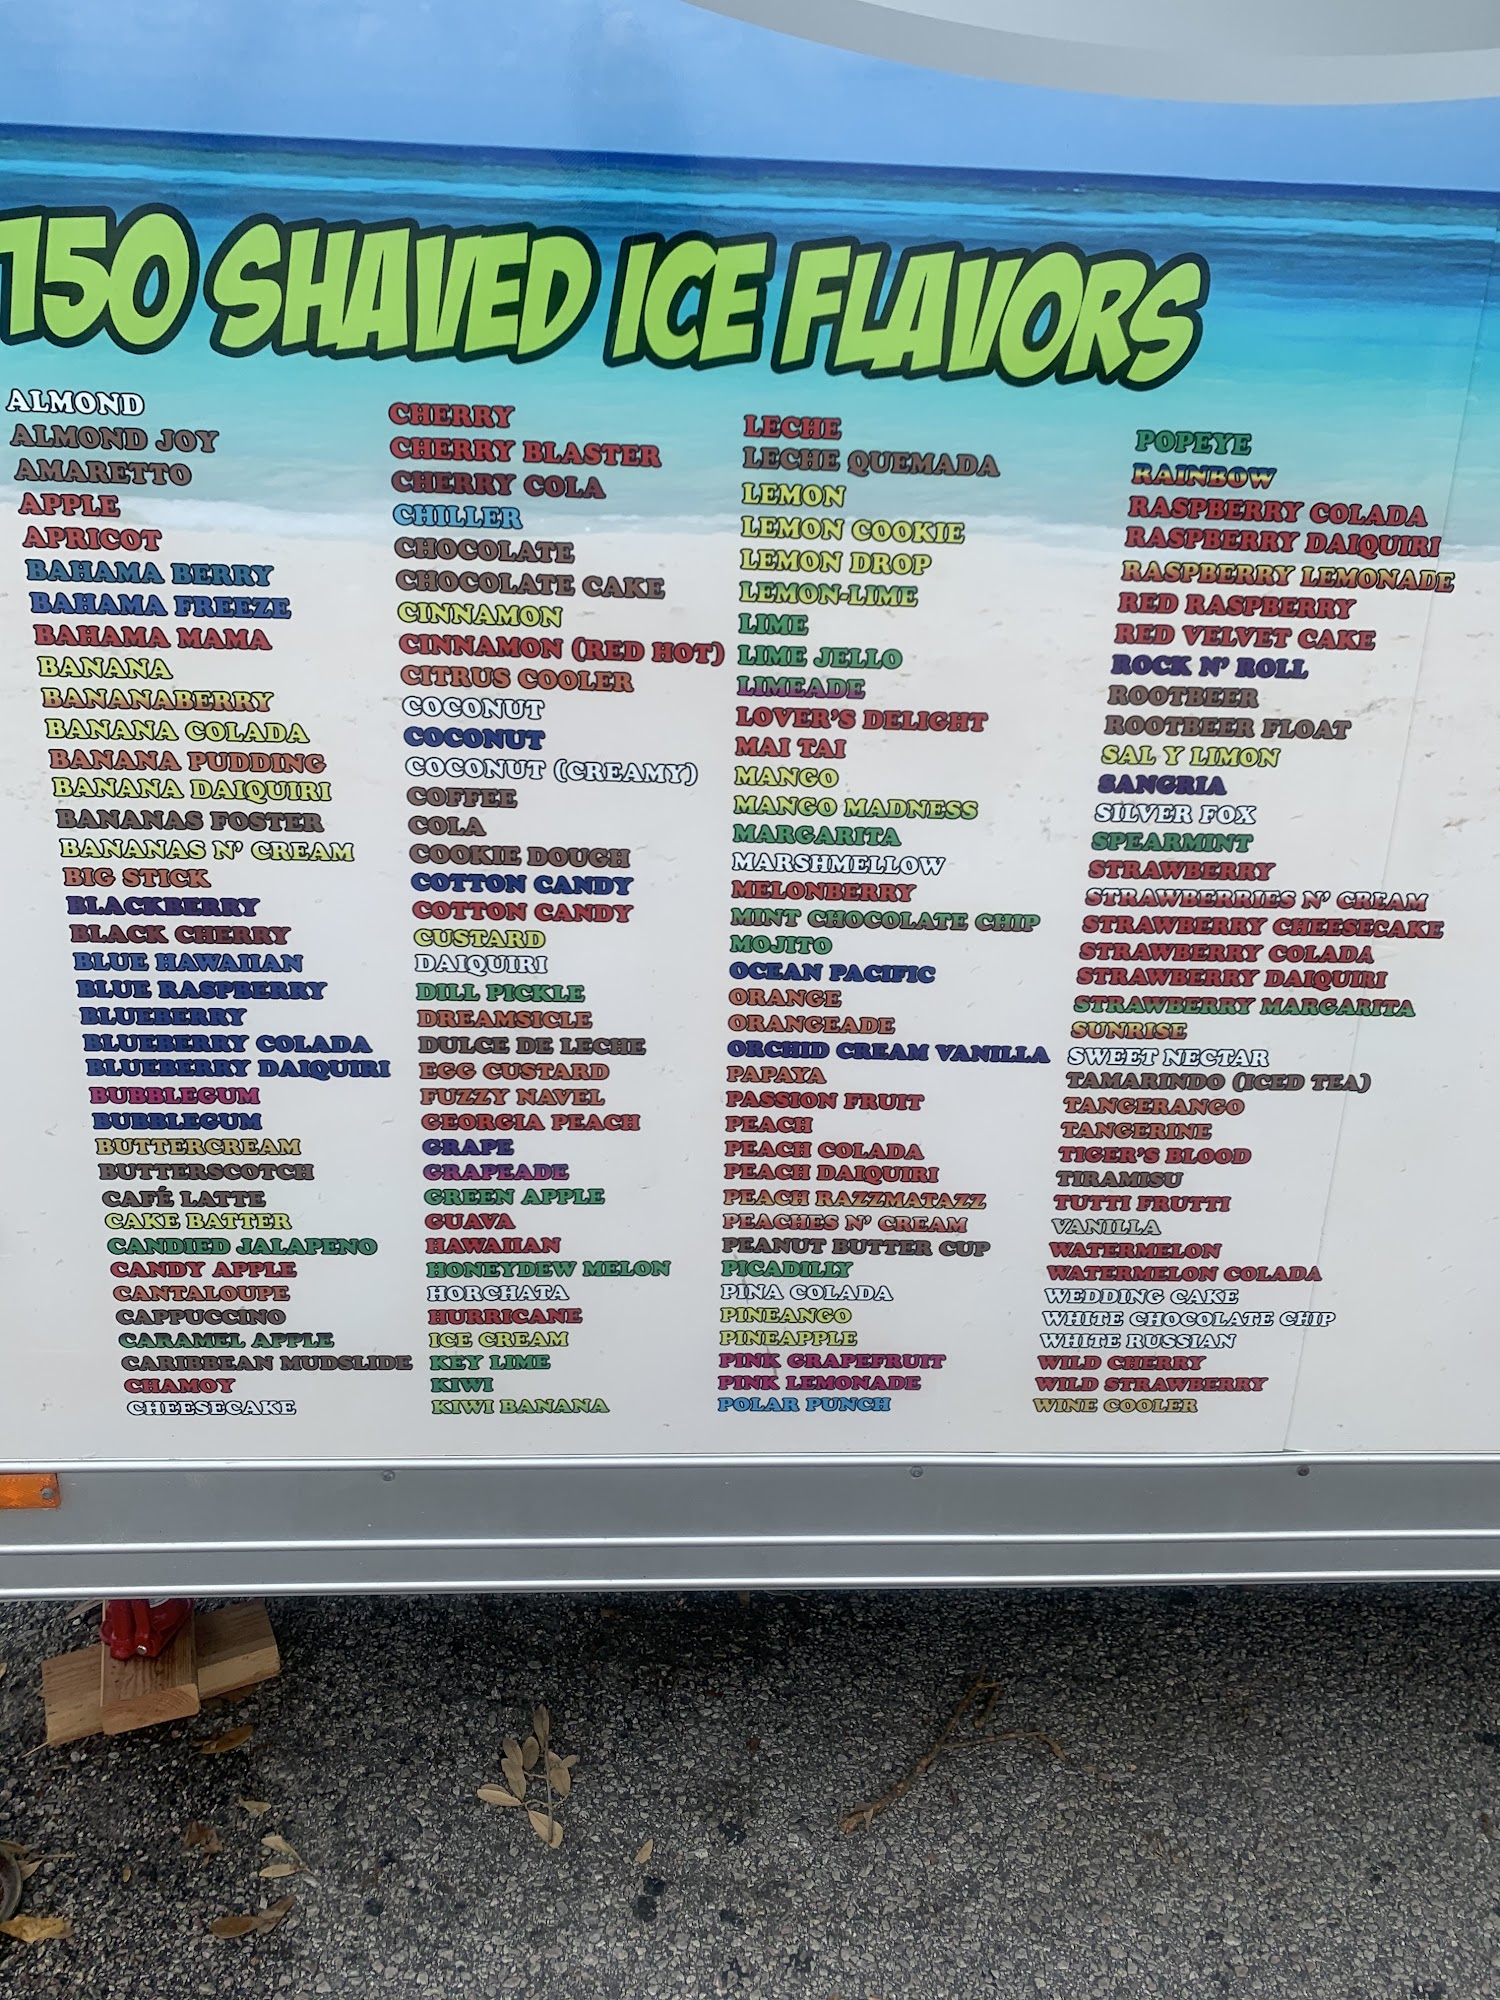 150 SHAVED ICE FLAVORS
ALMOND
ALMOND JOY
AMARETTO
APPLE
APRICOT
BAHAMA BERRY
BAHAMA FREEZE
BAHAMA MAMA
BANANA
BANANABERRY
BANANA COLADA
BANANA PUDDING
BANANA DAIQUIRI
BANANAS FOSTER
BANANAS N' CREAM
BIG STICK
BLACKBERRY
BLACK CHERRY
BLUE HAWAIIAN
BLUE RASPBERRY
BLUEBERRY
BLUEBERRY COLADA
BLUEBERRY DAIQUIRI
BUBBLEGUM
BUBBLEGUM
BUTTERCREAM
BUTTERSCOTCH
CAFÉ LATTE
CAKE BATTER
CANDIED JALAPENO
CANDY APPLE
CANTALOUPE
CAPPUCCINO
CARAMEL APPLE
CARIBBEAN MUDSLIDE
CHAMOY
CHEESECAKE
CHERRY
CHERRY BLASTER
CHERRY COLA
CHILLER
CHOCOLATE
CHOCOLATE CAKE
CINNAMON
CINNAMON (RED HOT)
CITRUS COOLER
COCONUT
COCONUT
COCONUT (CREAMY)
COFFEE
COLA
COOKIE DOUGH
COTTON CANDY
COTTON CANDY
CUSTARD
DAIQUIRI
DILL PICKLE
DREAMSICLE
DULCE DE LECHE
EGG CUSTARD
FUZZY NAVEL
GEORGIA PEACH
GRAPE
GRAPEADE
GREEN APPLE
GUAVA
HAWAIIAN
HONEYDEW MELON
HORCHATA
HURRICANE
ICE CREAM
KEY LIME
KIWI
KIWI BANANA
LECHE
LECHE QUEMADA
LEMON
LEMON COOKIE
LEMON DROP
LEMON-LIME
LIME
LIME JELLO
LIMEADE
LOVER'S DELIGHT
MAI TAI
MANGO
MANGO MADNESS
MARGARITA
MARSHMELLOW
MELONBERRY
MINT CHOCOLATE CHIP
MOJITO
OCEAN PACIFIC
ORANGE
ORANGEADE
ORCHID CREAM VANILLA
PAPAYA
PASSION FRUIT
PEACH
PEACH COLADA
PEACH DAIQUIRI
PEACH RAZZMATAZZ
PEACHES N' CREAM
PEANUT BUTTER CUP
PICADILLY
PINA COLADA
PINEANGO
PINEAPPLE
PINK GRAPEFRUIT
PINK LEMONADE
POLAR PUNCH
POPEYE
RAINBOW
RASPBERRY COLADA
RASPBERRY DAIQUIRI
RASPBERRY LEMONADE
RED RASPBERRY
RED VELVET CAKE
ROCK N' ROLL
ROOTBEER
ROOTBEER FLOAT
SAL Y LIMON
SANGRIA
SILVER FOX
SPEARMINT
STRAWBERRY
STRAWBERRIES N' CREAM
STRAWBERRY CHEESECAKE
STRAWBERRY COLADA
STRAWBERRY DAIQUIRI
STRAWBERRY MARGARITA
SUNRISE
SWEET NECTAR
TAMARINDO (ICED TEA)
TANGERANGO
TANGERINE
TIGER'S BLOOD
TIRAMISU
TUTTI FRUTTI
VANILLA
WATERMELON
WATERMELON COLADA
WEDDING CAKE
WHITE CHOCOLATE CHIP
WHITE RUSSIAN
WILD CHERRY
WILD STRAWBERRY
WINE COOLER